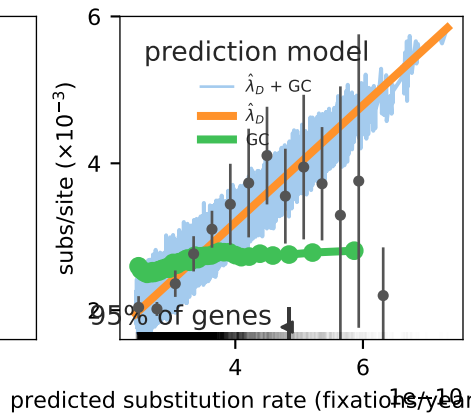 6
prediction model
λ̂D + GC
λ̂D
GC
4
subs/site (×10⁻³)
2
95% of genes
4 6
1e−10
predicted substitution rate (fixations/year